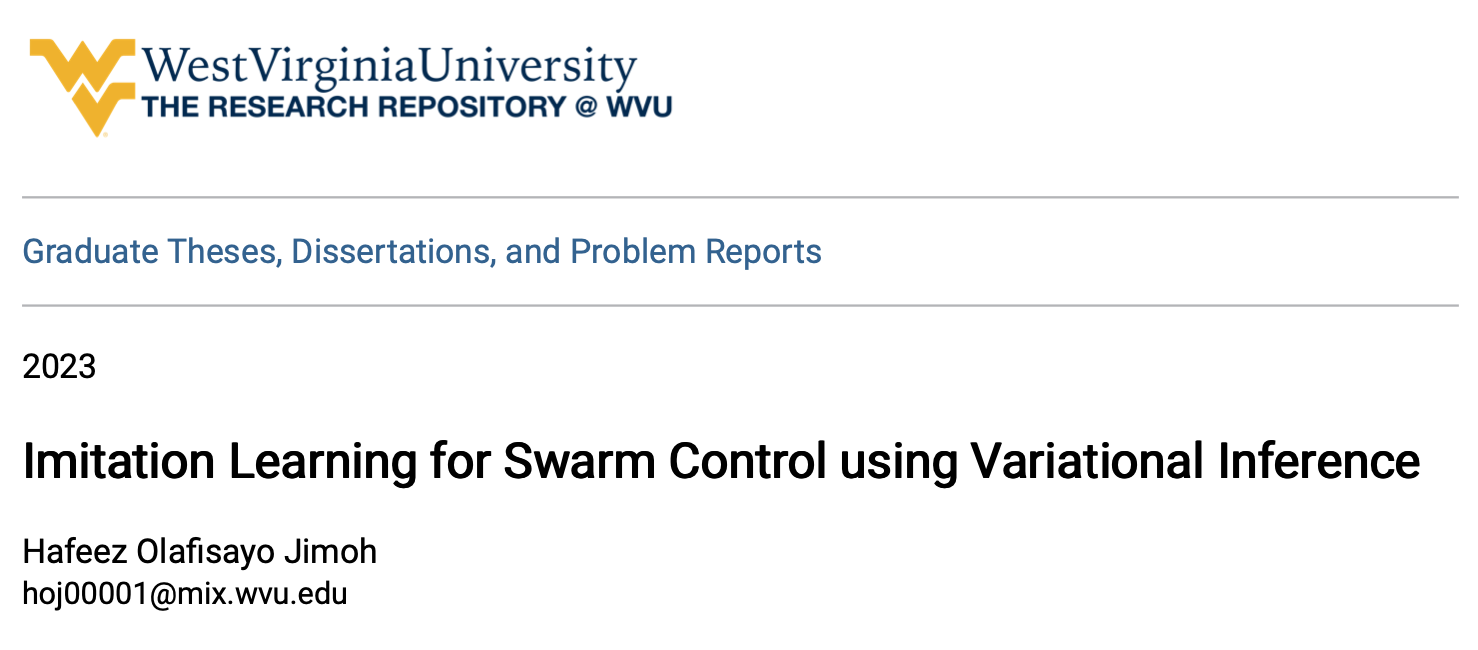 WestVirginiaUniversity
THE RESEARCH REPOSITORY @ WVU
Graduate Theses, Dissertations, and Problem Reports
2023
Imitation Learning for Swarm Control using Variational Inference
Hafeez Olafisayo Jimoh
hoj00001@mix.wvu.edu